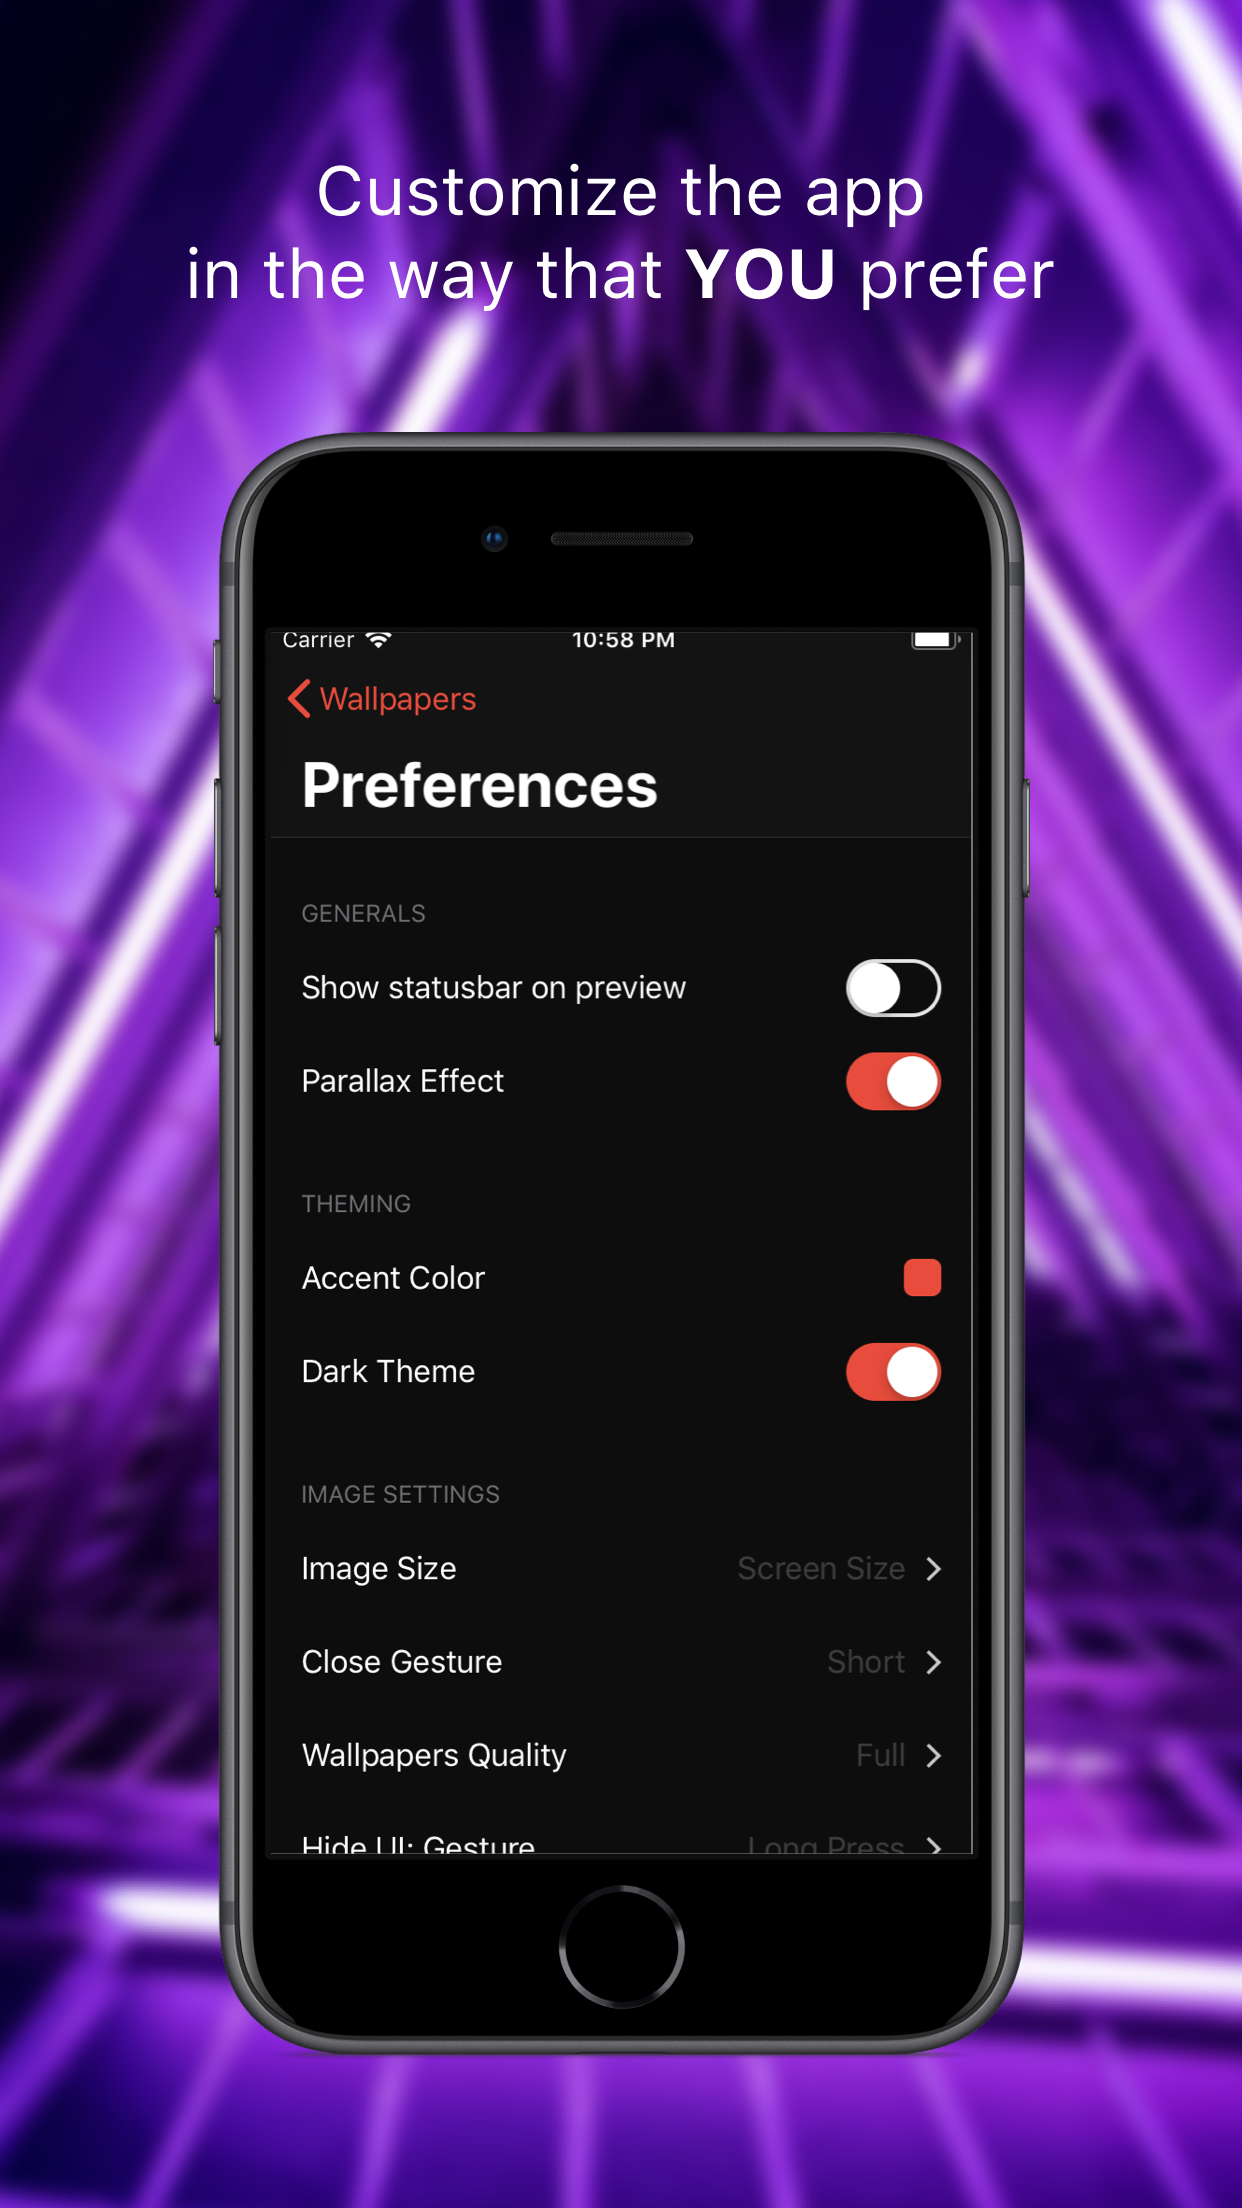 Customize the app
in the way that YOU prefer
Carrier 10:58 PM
Wallpapers
Preferences
GENERALS
Show statusbar on preview
Parallax Effect
THEMING
Accent Color
Dark Theme
IMAGE SETTINGS
Image Size Screen Size
Close Gesture Short
Wallpapers Quality Full
Hide UI: Gesture Long Press